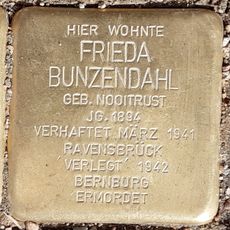 HIER WOHNTE
FRIEDA
BUNZENDAHL
GEB. NOOITRUST
JG. 1894
VERHAFTET MÄRZ 1941
RAVENSBRÜCK
'VERLEGT' 1942
BERNBURG
ERMORDET